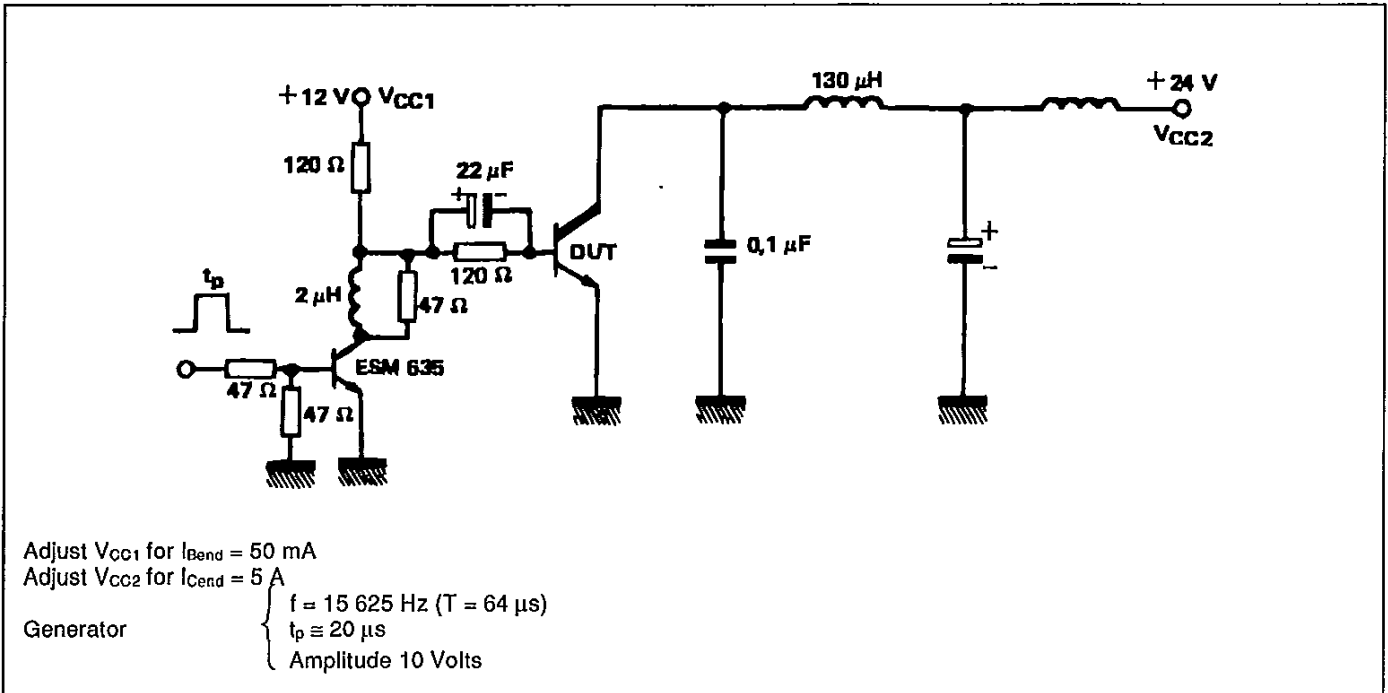 +12 V VCC1
120 Ω
22 μF
+ -
120 Ω
DUT
130 μH
+24 V
VCC2
0,1 μF
+
-
tp
2 μH
47 Ω
ESM 635
47 Ω
47 Ω
Adjust VCC1 for IBend = 50 mA
Adjust VCC2 for ICend = 5 A
Generator
f = 15 625 Hz (T = 64 μs)
tp ≅ 20 μs
Amplitude 10 Volts